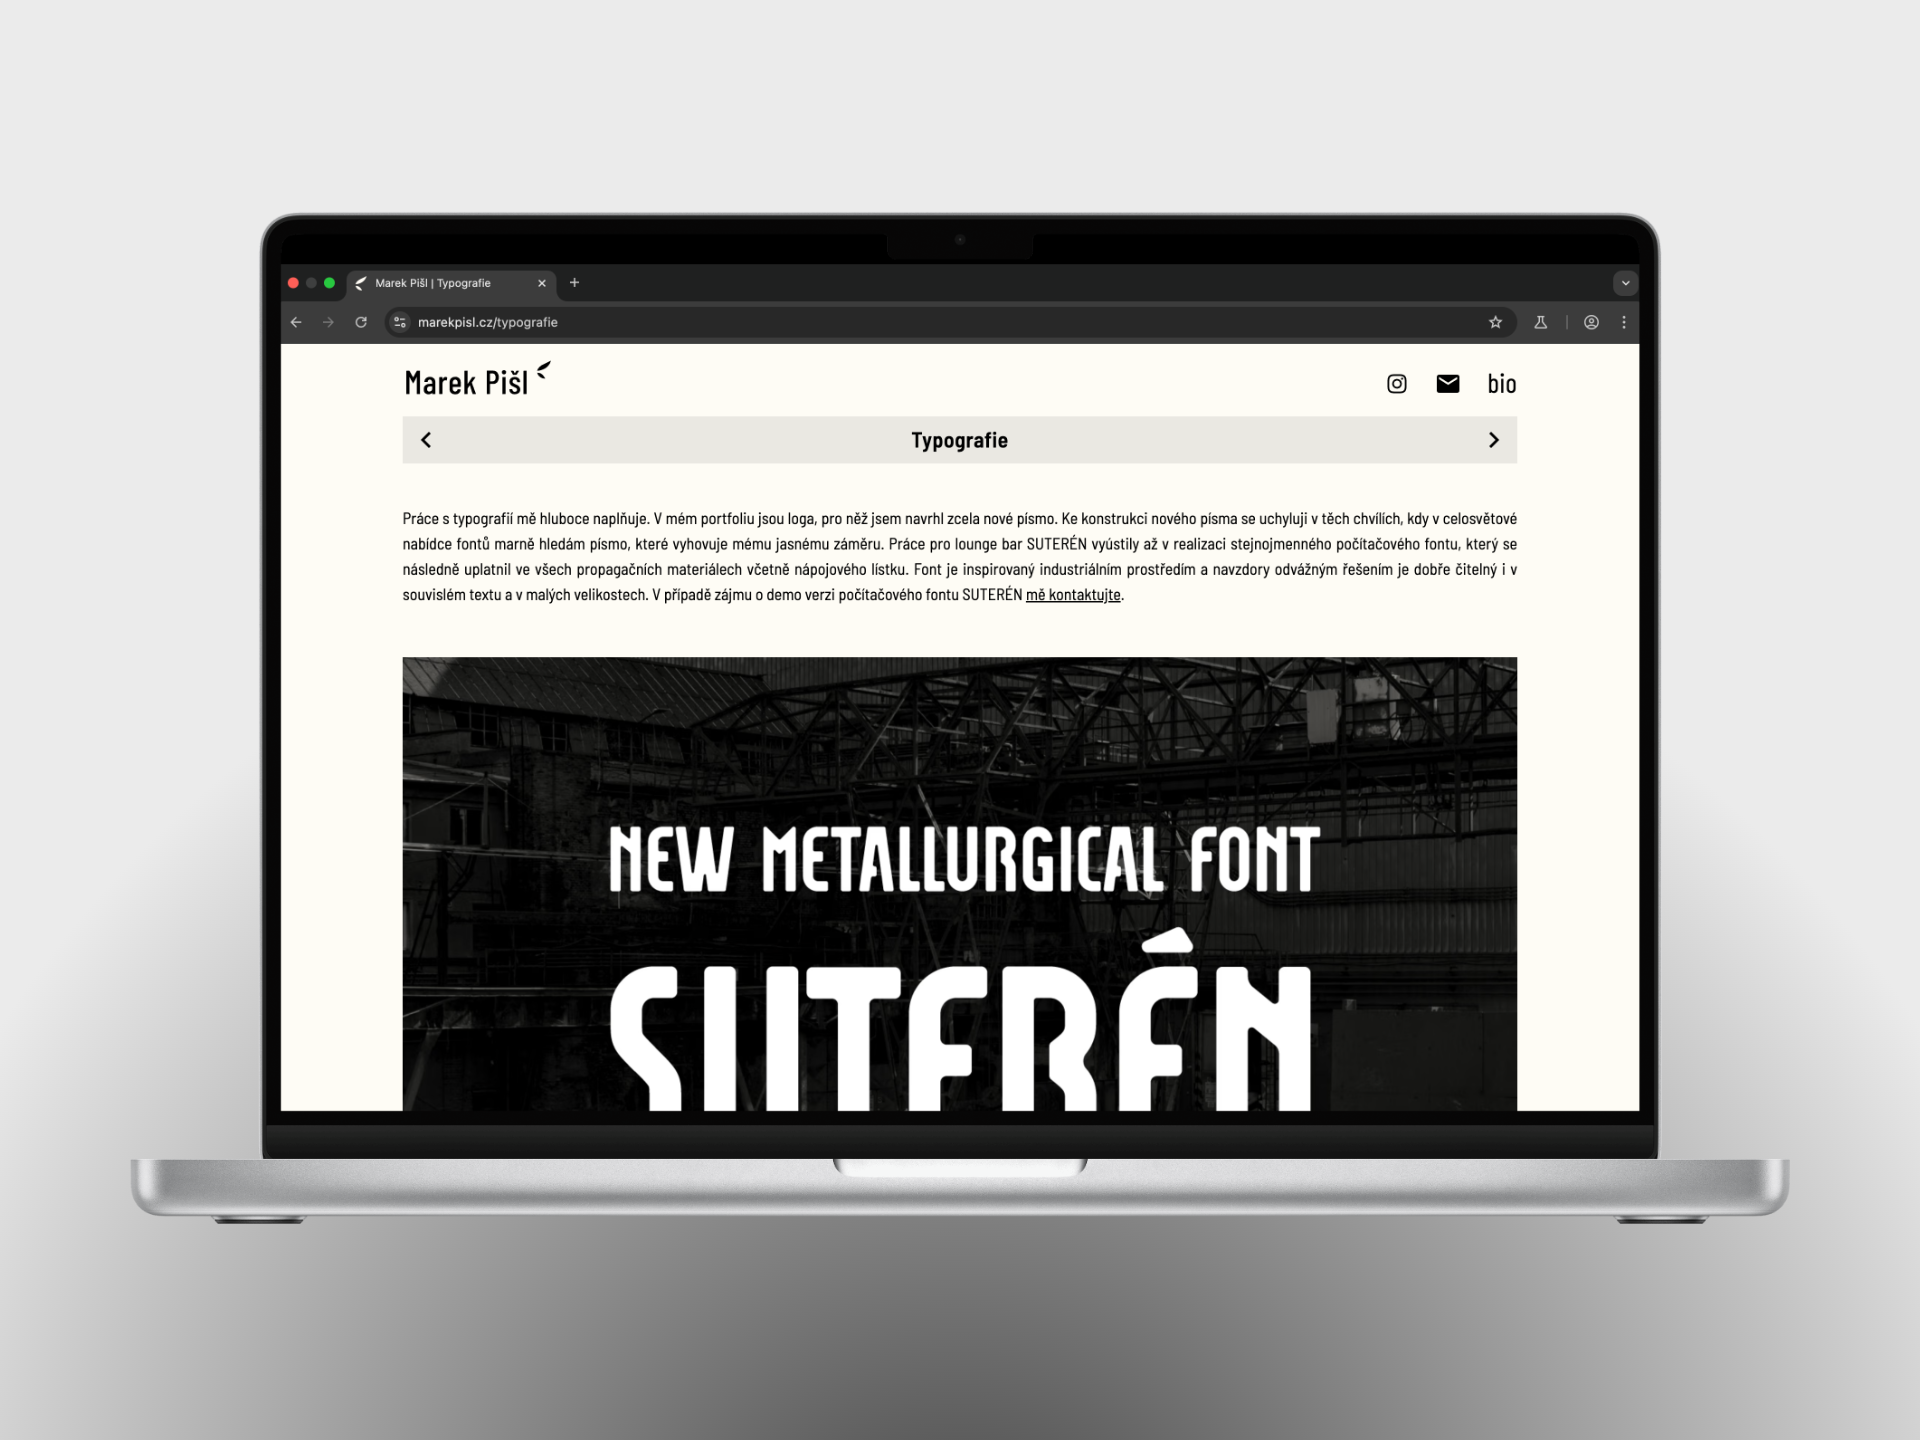 Marek Pišl | Typografie
marekpisl.cz/typografie
Marek Pišl
bio
Typografie
Práce s typografií mě hluboce naplňuje. V mém portfoliu jsou loga, pro něž jsem navrhl zcela nové písmo. Ke konstrukci nového písma se uchyluji v těch chvílích, kdy v celosvětové
nabídce fontů marně hledám písmo, které vyhovuje mému jasnému záměru. Práce pro lounge bar SUTERÉN vyústily až v realizaci stejnojmenného počítačového fontu, který se
následně uplatnil ve všech propagačních materiálech včetně nápojového lístku. Font je inspirovaný industriálním prostředím a navzdory odvážným řešením je dobře čitelný i v
souvislém textu a v malých velikostech. V případě zájmu o demo verzi počítačového fontu SUTERÉN mě kontaktujte.
NEW METALLURGICAL FONT
SUTERÉN